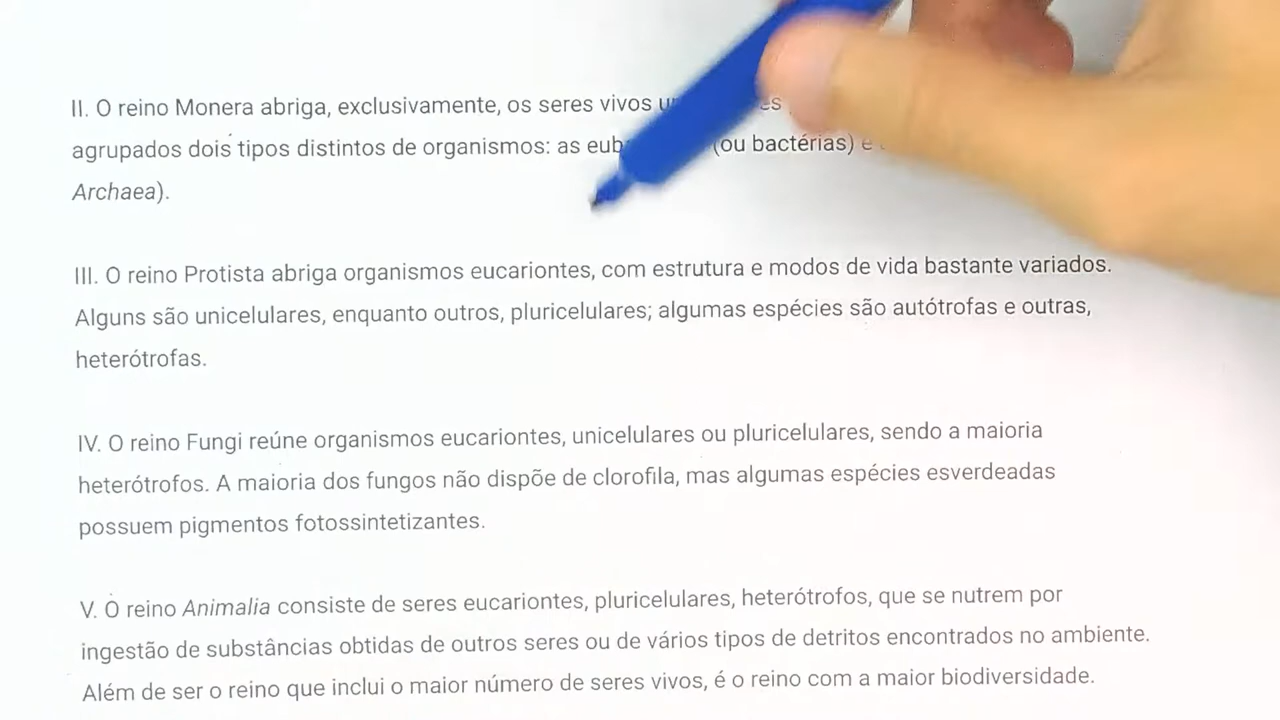 II. O reino Monera abriga, exclusivamente, os seres vivos
agrupados dois tipos distintos de organismos: as (ou bactérias) e
Archaea).
III. O reino Protista abriga organismos eucariontes, com estrutura e modos de vida bastante variados.
Alguns são unicelulares, enquanto outros, pluricelulares; algumas espécies são autótrofas e outras,
heterótrofas.
IV. O reino Fungi reúne organismos eucariontes, unicelulares ou pluricelulares, sendo a maioria
heterótrofos. A maioria dos fungos não dispõe de clorofila, mas algumas espécies esverdeadas
possuem pigmentos fotossintetizantes.
V. O reino Animalia consiste de seres eucariontes, pluricelulares, heterótrofos, que se nutrem por
ingestão de substâncias obtidas de outros seres ou de vários tipos de detritos encontrados no ambiente.
Além de ser o reino que inclui o maior número de seres vivos, é o reino com a maior biodiversidade.